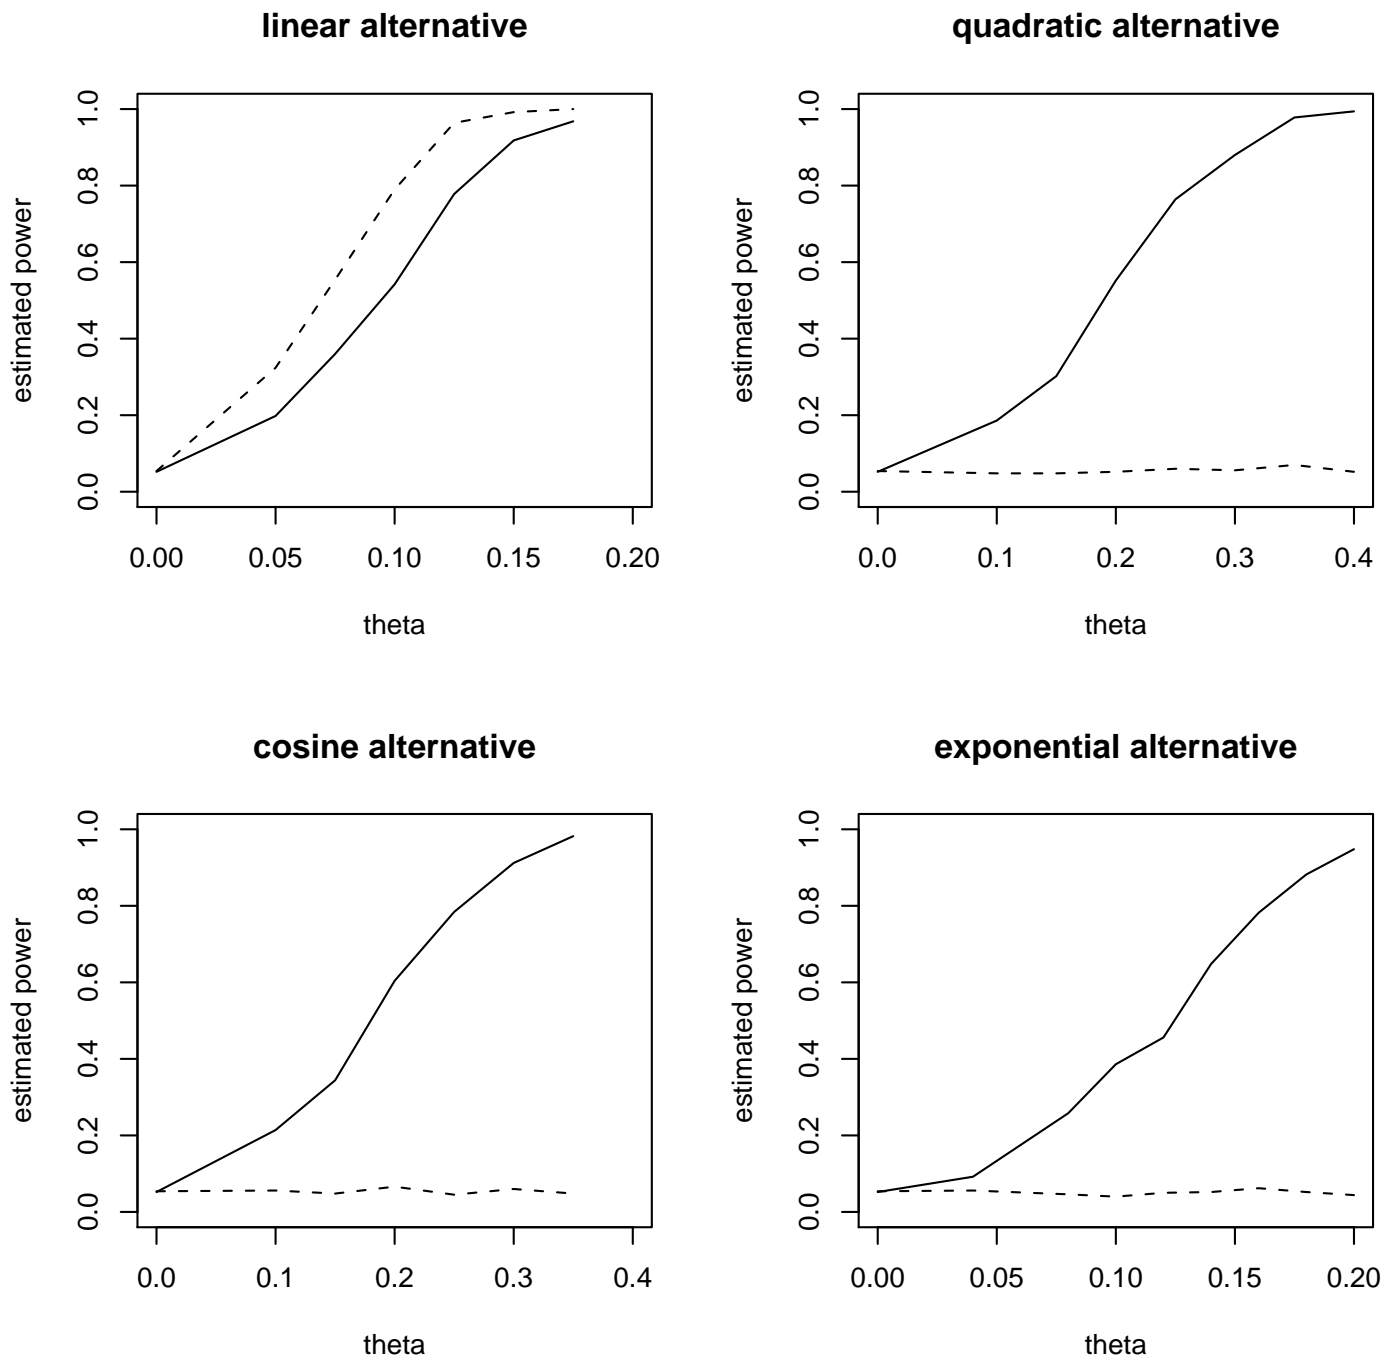 linear alternative
estimated power
0.0 0.2 0.4 0.6 0.8 1.0
0.00 0.05 0.10 0.15 0.20
theta
quadratic alternative
estimated power
0.0 0.2 0.4 0.6 0.8 1.0
0.0 0.1 0.2 0.3 0.4
theta
cosine alternative
estimated power
0.0 0.2 0.4 0.6 0.8 1.0
0.0 0.1 0.2 0.3 0.4
theta
exponential alternative
estimated power
0.0 0.2 0.4 0.6 0.8 1.0
0.00 0.05 0.10 0.15 0.20
theta